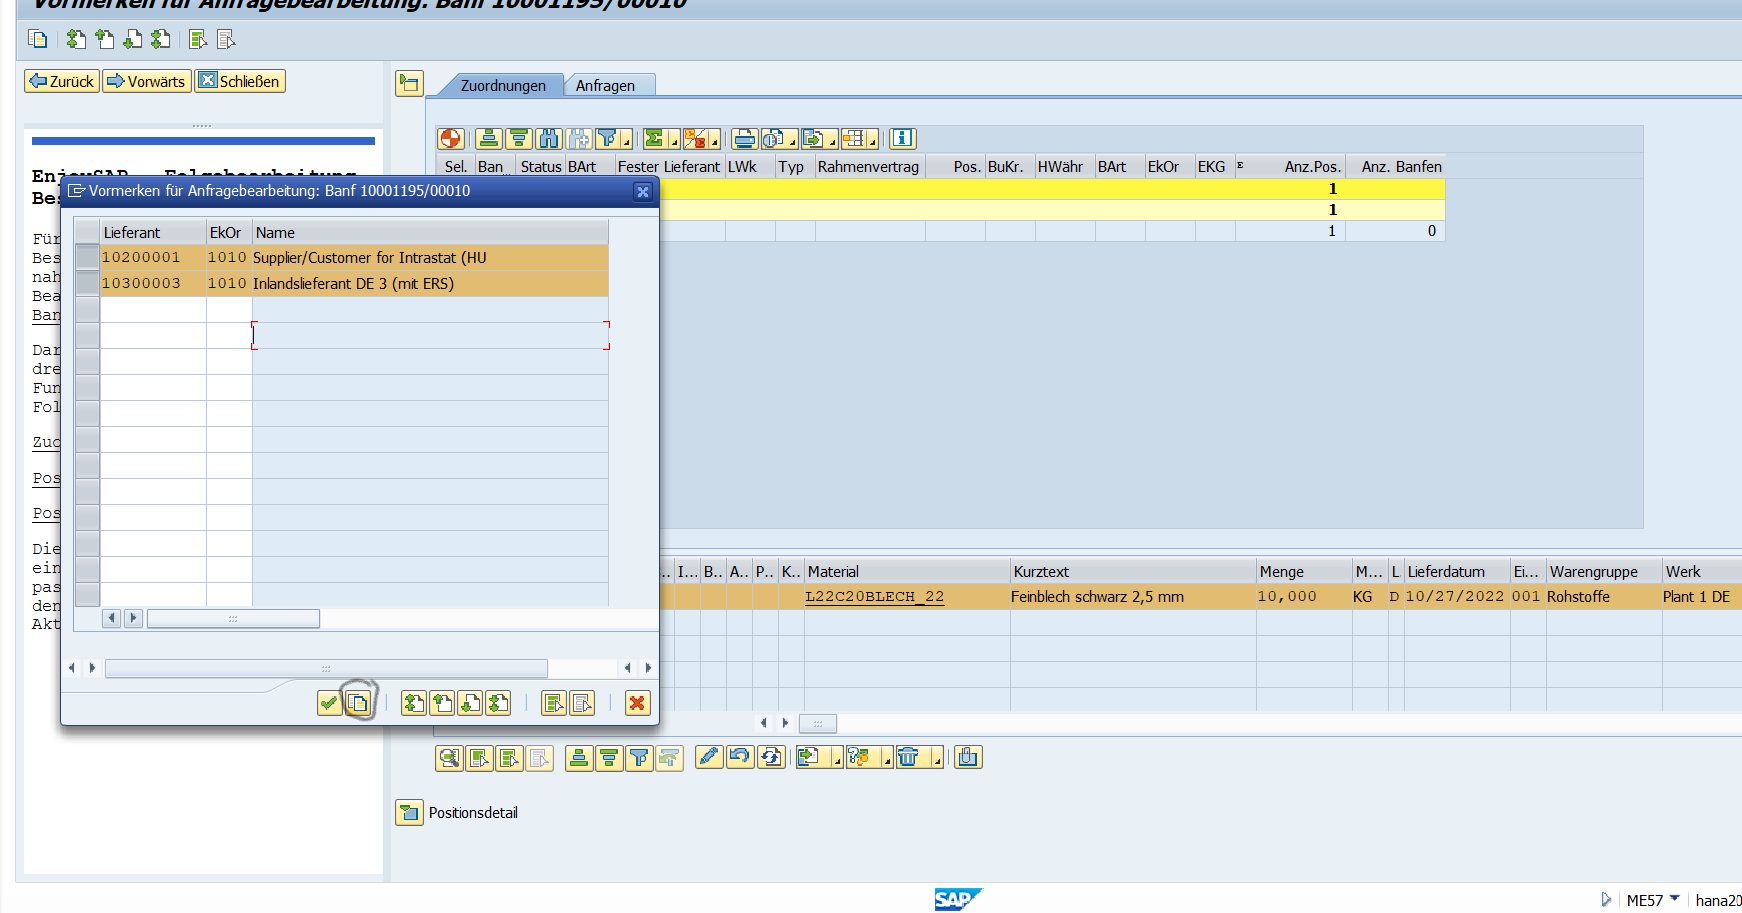 Vormerken für Anfragebearbeitung: Banf 10001195/00010
Zurück Vorwärts Schließen
Zuordnungen Anfragen
Sel. Ban... Status BArt Fester Lieferant LWk Typ Rahmenvertrag Pos. BuKr. HWähr BArt EkOr EKG Σ Anz.Pos. Anz. Banfen
1
1
1 0
EnjoySAP - Folgebearbeitung
Bes
Für
Bes
nah
Bea
Ban
Dar
dre
Fun
Fol
Zuo
Pos
Pos
Die
ein
pas
den
Akt
Vormerken für Anfragebearbeitung: Banf 10001195/00010
Lieferant EkOr Name
10200001 1010 Supplier/Customer for Intrastat (HU
10300003 1010 Inlandslieferant DE 3 (mit ERS)
I... B.. A.. P.. K.. Material Kurztext Menge M... L Lieferdatum Ei... Warengruppe Werk
L22C20BLECH_22 Feinblech schwarz 2,5 mm 10,000 KG D 10/27/2022 001 Rohstoffe Plant 1 DE
Positionsdetail
SAP
ME57 hana20